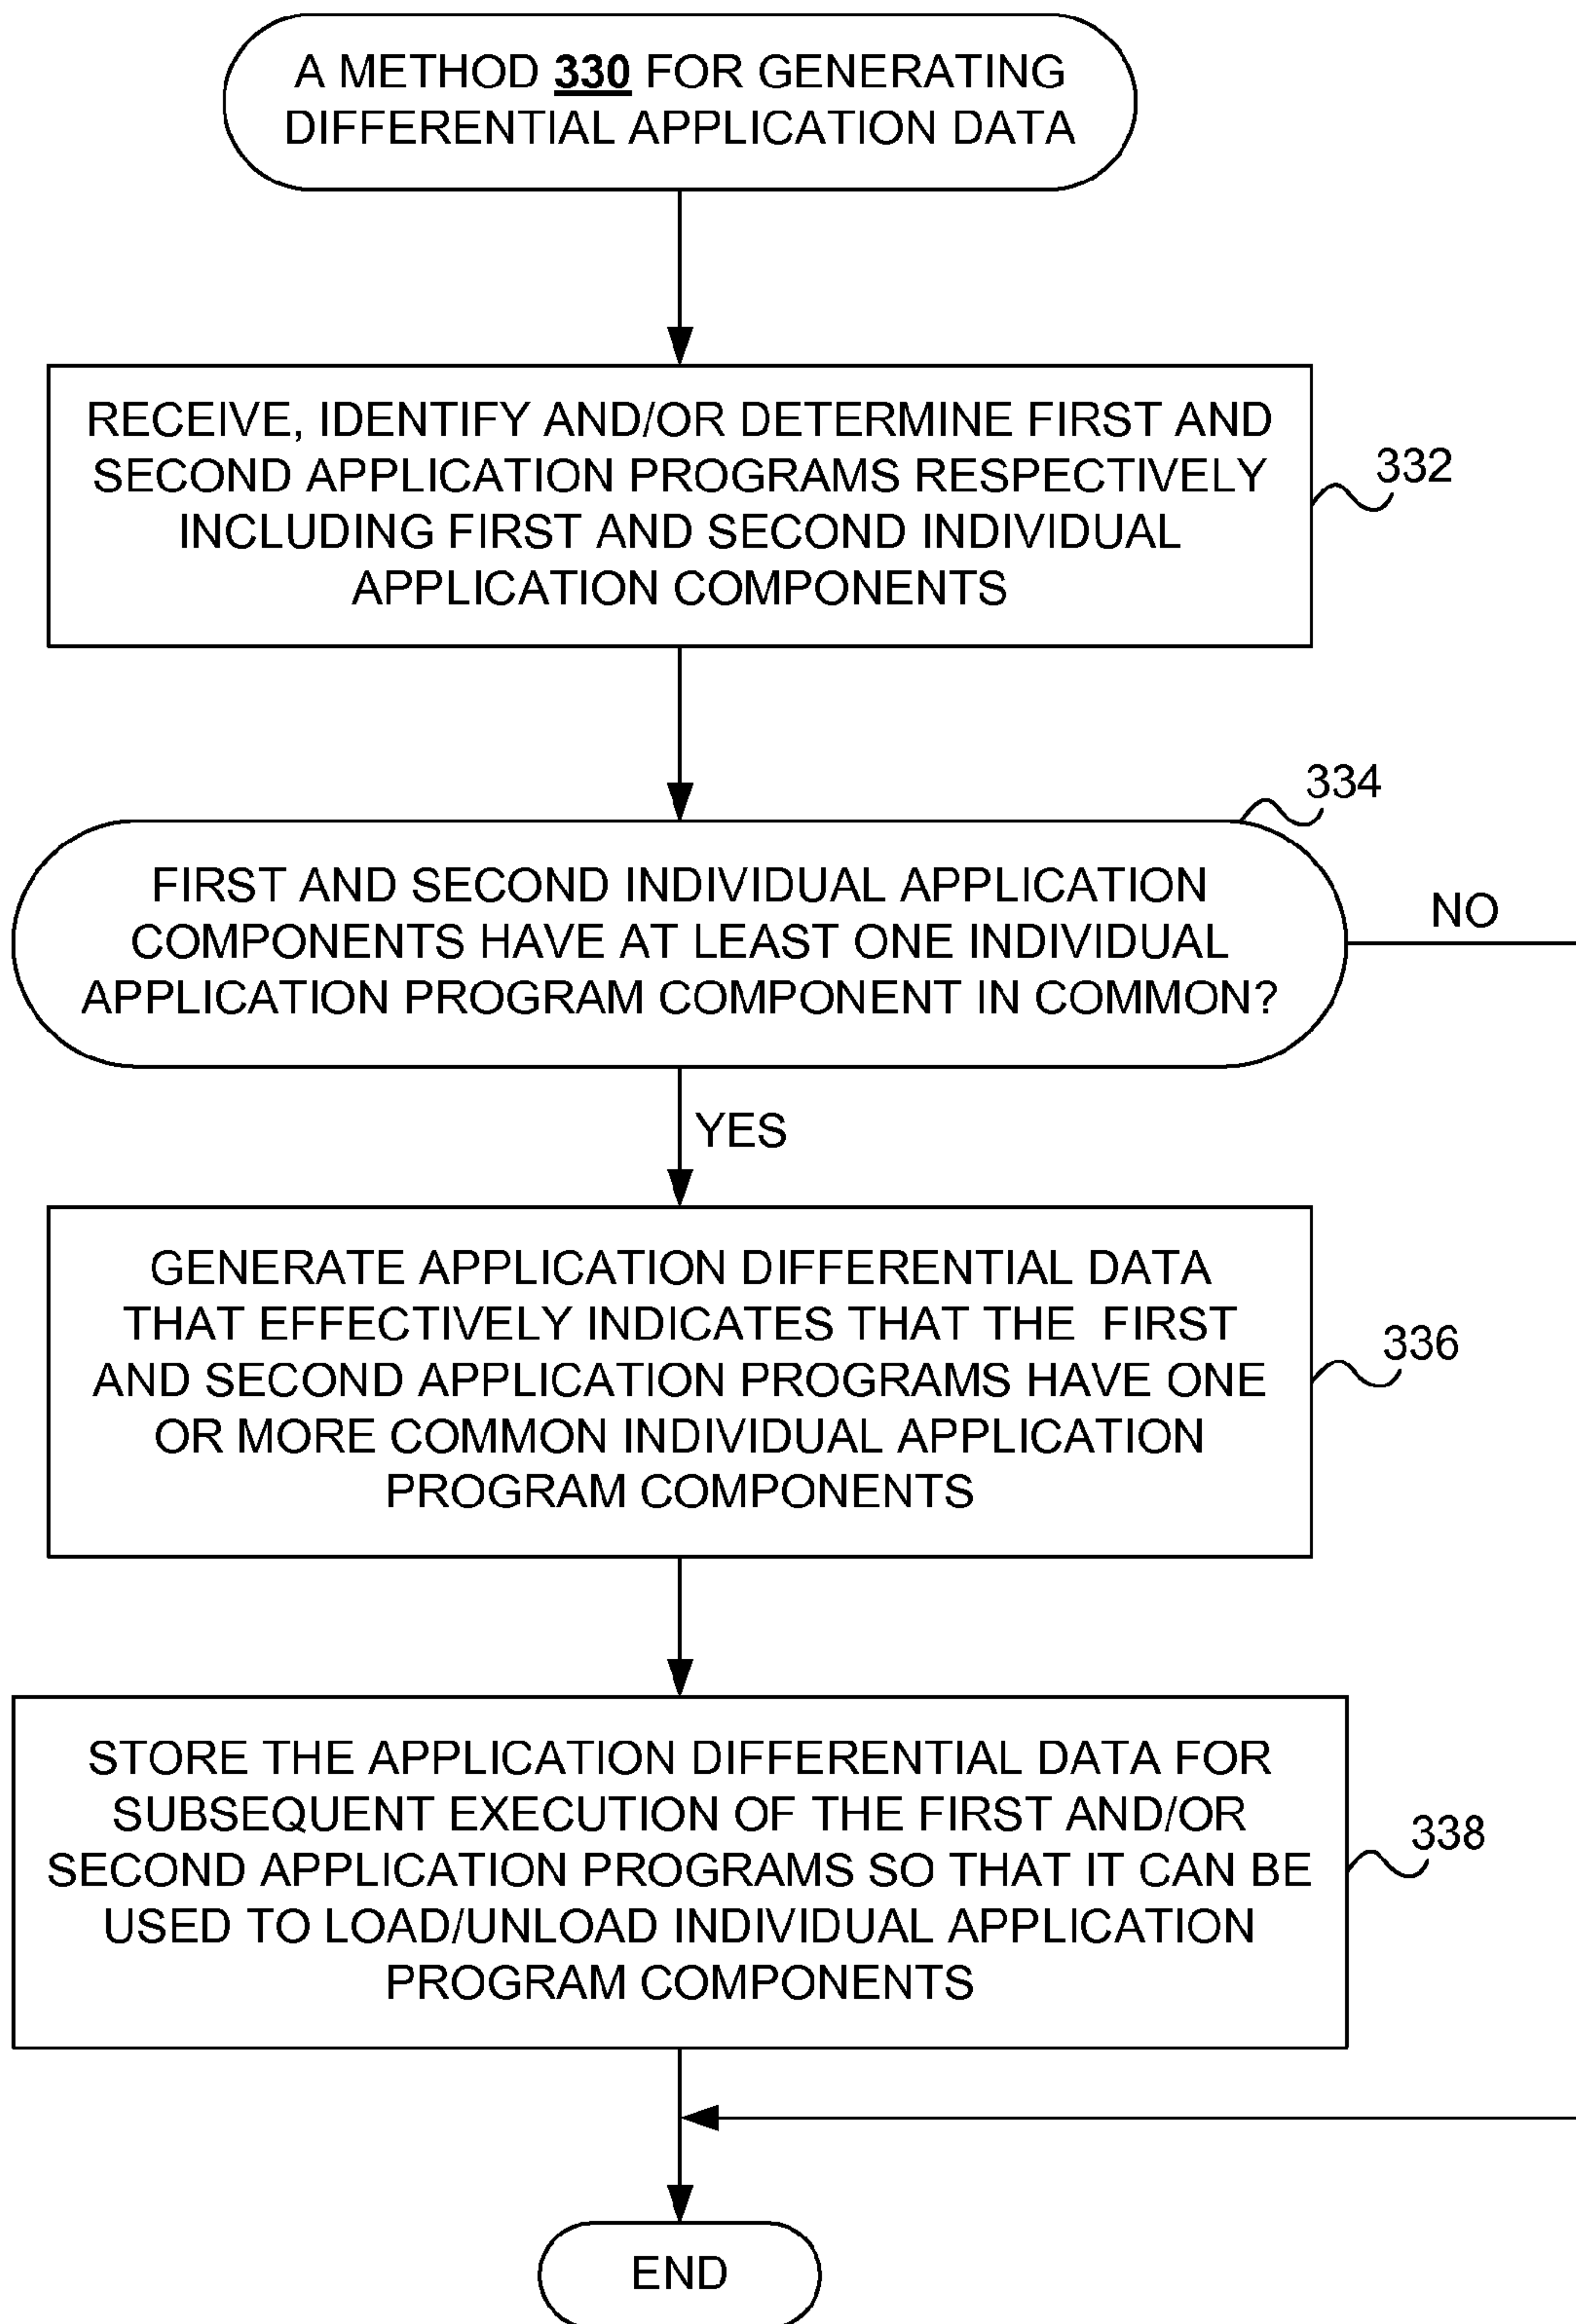 A METHOD 330 FOR GENERATING
DIFFERENTIAL APPLICATION DATA
RECEIVE, IDENTIFY AND/OR DETERMINE FIRST AND
SECOND APPLICATION PROGRAMS RESPECTIVELY
INCLUDING FIRST AND SECOND INDIVIDUAL
APPLICATION COMPONENTS
332
334
FIRST AND SECOND INDIVIDUAL APPLICATION
COMPONENTS HAVE AT LEAST ONE INDIVIDUAL
APPLICATION PROGRAM COMPONENT IN COMMON?
NO
YES
GENERATE APPLICATION DIFFERENTIAL DATA
THAT EFFECTIVELY INDICATES THAT THE FIRST
AND SECOND APPLICATION PROGRAMS HAVE ONE
OR MORE COMMON INDIVIDUAL APPLICATION
PROGRAM COMPONENTS
336
STORE THE APPLICATION DIFFERENTIAL DATA FOR
SUBSEQUENT EXECUTION OF THE FIRST AND/OR
SECOND APPLICATION PROGRAMS SO THAT IT CAN BE
USED TO LOAD/UNLOAD INDIVIDUAL APPLICATION
PROGRAM COMPONENTS
338
END